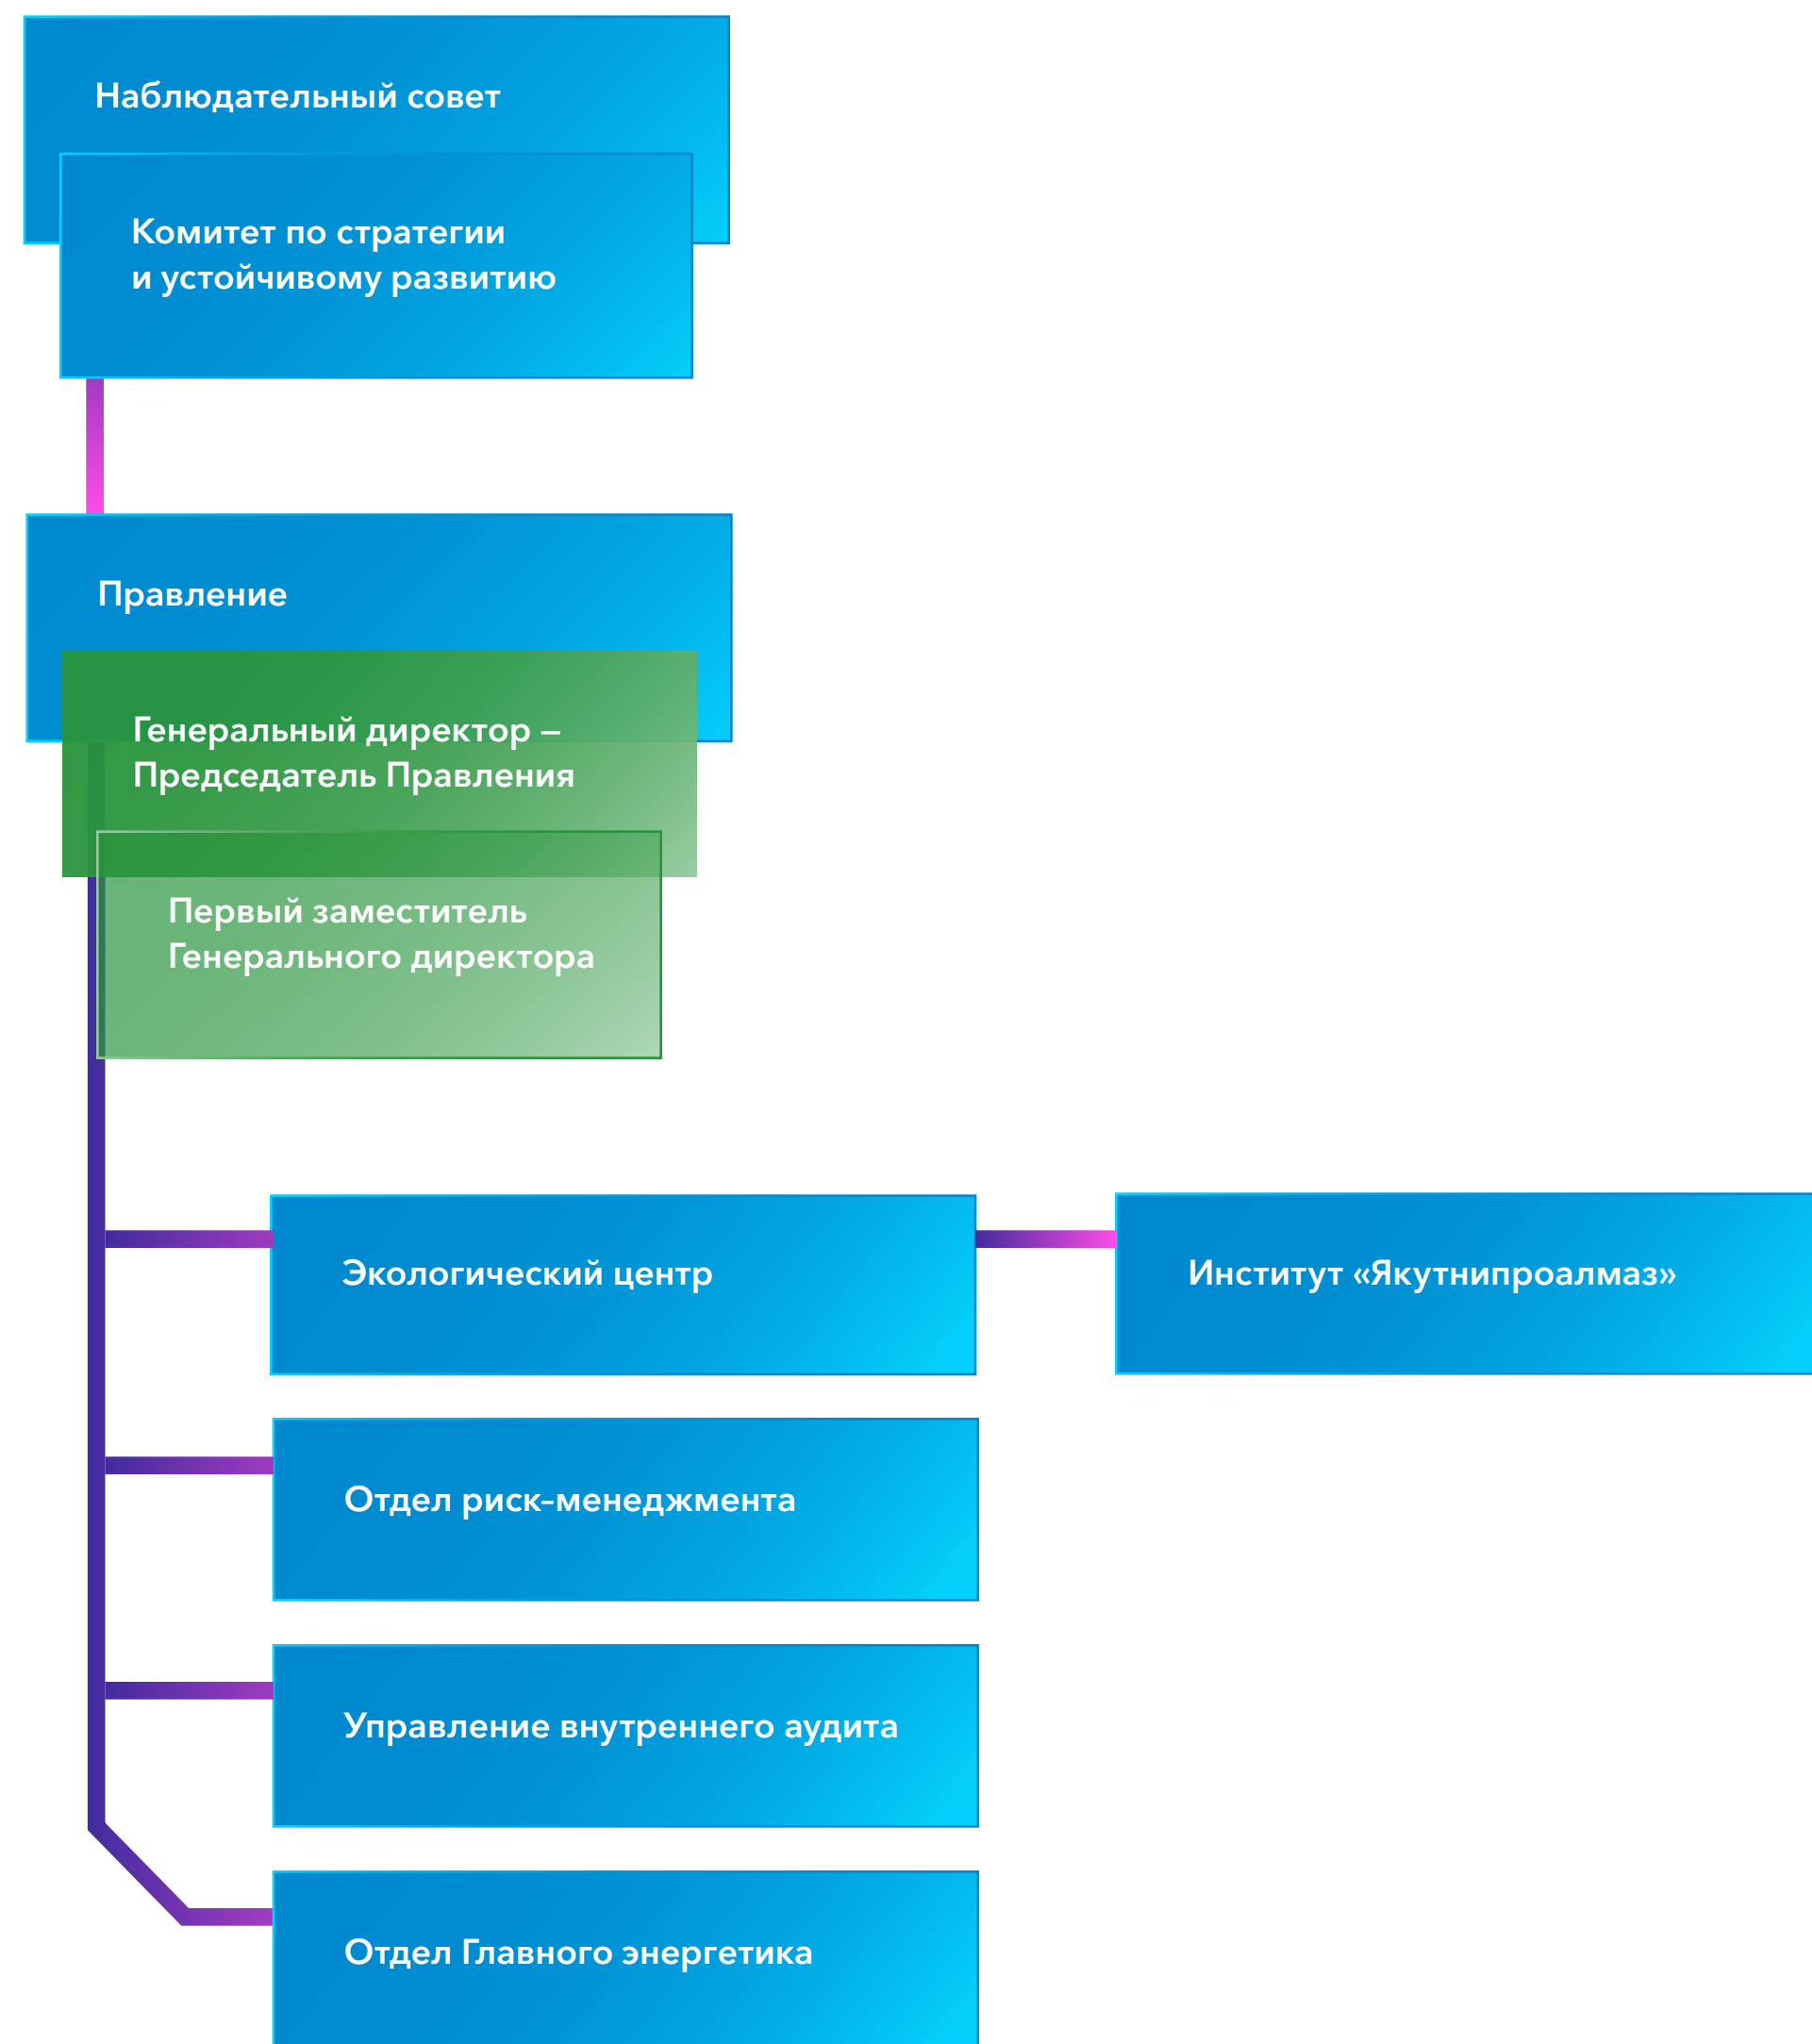 Наблюдательный совет
Комитет по стратегии
и устойчивому развитию
Правление
Генеральный директор –
Председатель Правления
Первый заместитель
Генерального директора
Экологический центр
Институт «Якутнипроалмаз»
Отдел риск-менеджмента
Управление внутреннего аудита
Отдел Главного энергетика